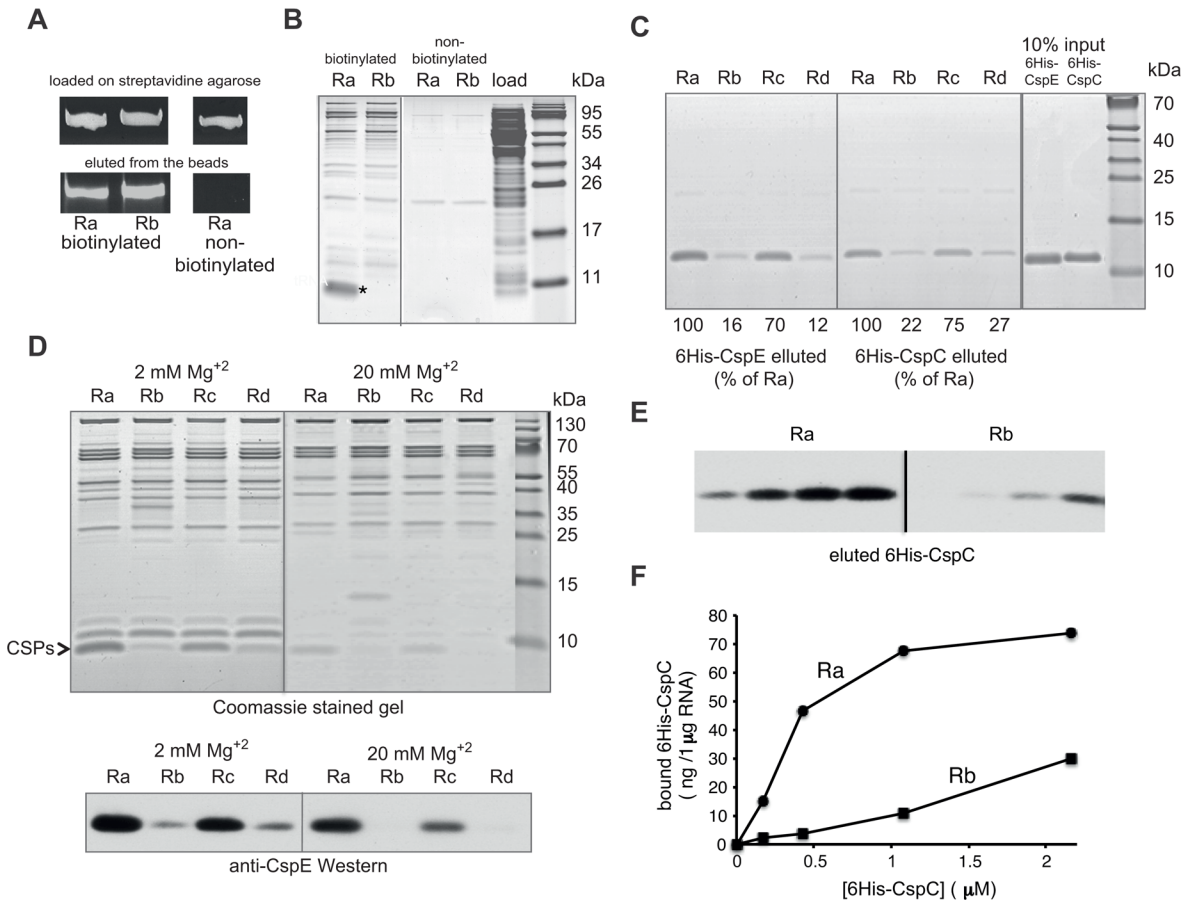 A
loaded on streptavidine agarose
eluted from the beads
Ra Rb Ra
biotinylated non-
biotinylated
B
non-
biotinylated biotinylated
Ra Rb Ra Rb load kDa
95
55
34
26
17
11
*
C
10% input
6His- 6His-
CspE CspC
Ra Rb Rc Rd Ra Rb Rc Rd kDa
70
40
25
15
10
100 16 70 12 100 22 75 27
6His-CspE elluted 6His-CspC elluted
(% of Ra) (% of Ra)
D
2 mM Mg+2 20 mM Mg+2
Ra Rb Rc Rd Ra Rb Rc Rd kDa
130
70
55
40
35
25
15
10
CSPs
Coomassie stained gel
2 mM Mg+2 20 mM Mg+2
Ra Rb Rc Rd Ra Rb Rc Rd
anti-CspE Western
E
Ra Rb
eluted 6His-CspC
F
bound 6His-CspC
( ng /1 µg RNA)
80
70
60
50
40
30
20
10
0
Ra
Rb
0 0.5 1 1.5 2
[6His-CspC] ( µM)